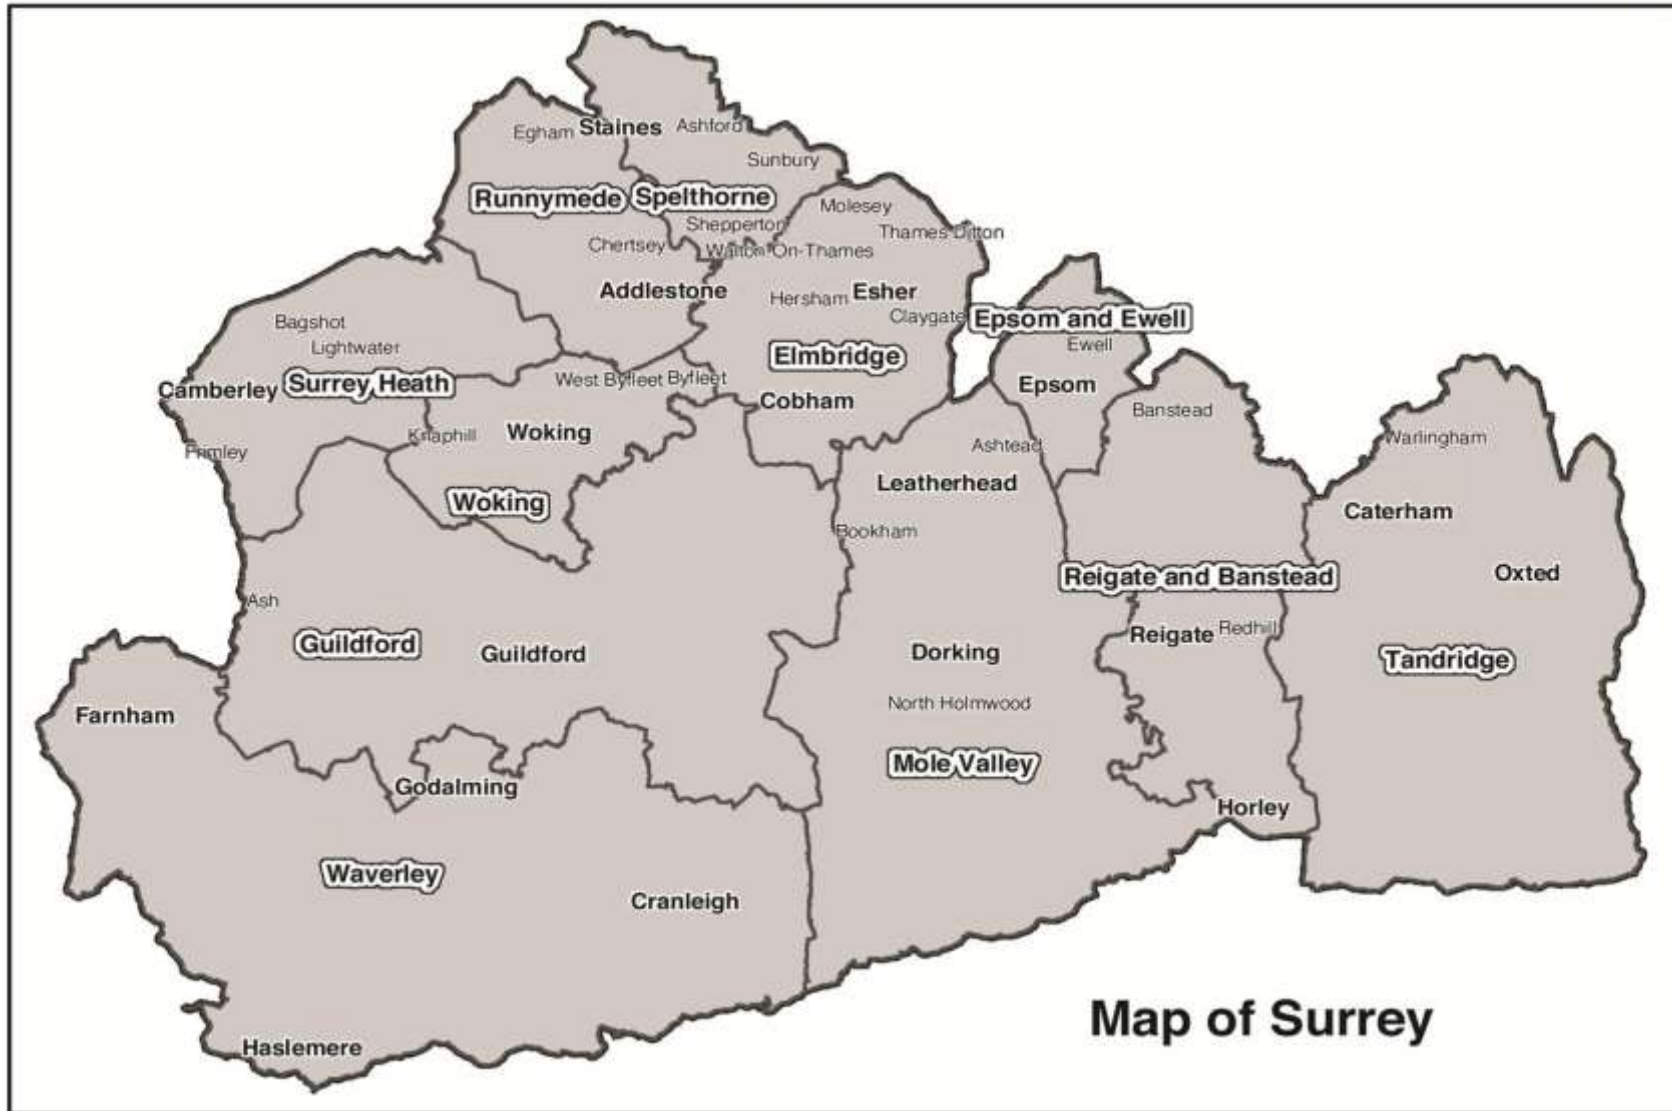 Egham
Staines
Ashford
Sunbury
Runnymede
Spelthorne
Molesey
Shepperton
Thames Ditton
Chertsey
Walton-On-Thames
Addlestone
Hersham
Esher
Claygate
Epsom and Ewell
Bagshot
Lightwater
Ewell
Elmbridge
Camberley
Surrey Heath
West Byfleet
Byfleet
Epsom
Cobham
Banstead
Knaphill
Woking
Ashtead
Warlingham
Frimley
Leatherhead
Woking
Caterham
Bookham
Oxted
Reigate and Banstead
Ash
Guildford
Guildford
Dorking
Reigate
Redhill
Tandridge
North Holmwood
Farnham
Mole Valley
Godalming
Horley
Waverley
Cranleigh
Map of Surrey
Haslemere